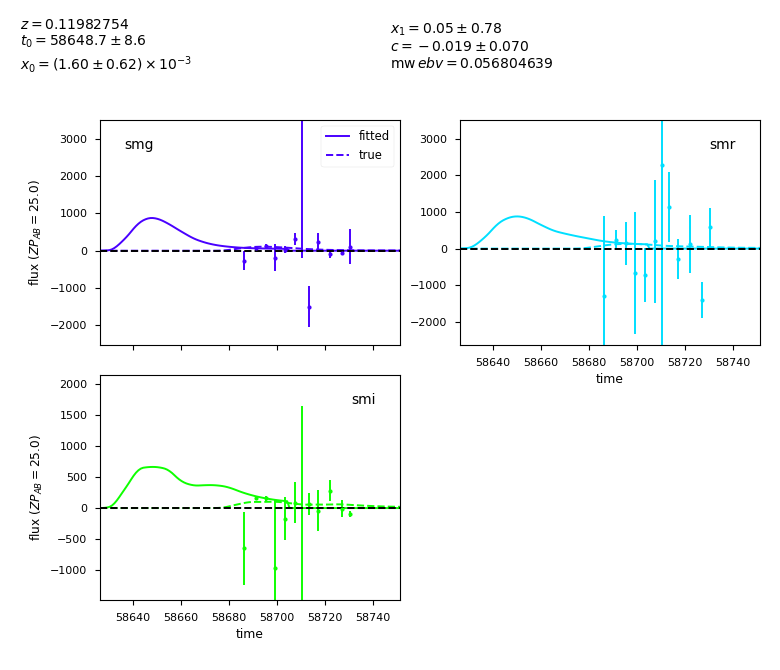 z = 0.11982754
t₀ = 58648.7 ± 8.6
x₀ = (1.60 ± 0.62) × 10⁻³
x₁ = 0.05 ± 0.78
c = −0.019 ± 0.070
mw ebv = 0.056804639
smg
fitted
true
3000
2000
1000
0
−1000
−2000
flux (ZP_AB = 25.0)
smr
3000
2000
1000
0
−1000
−2000
58640 58660 58680 58700 58720 58740
time
smi
2000
1500
1000
500
0
−500
−1000
flux (ZP_AB = 25.0)
58640 58660 58680 58700 58720 58740
time